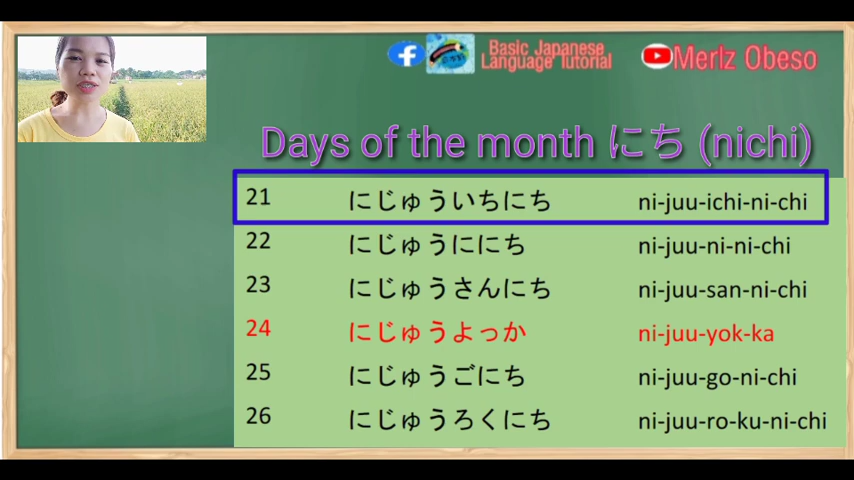 Basic Japanese
Language Tutorial
Merlz Obeso
Days of the month にち (nichi)
21 にじゅういちにち ni-juu-ichi-ni-chi
22 にじゅうににち ni-juu-ni-ni-chi
23 にじゅうさんにち ni-juu-san-ni-chi
24 にじゅうよっか ni-juu-yok-ka
25 にじゅうごにち ni-juu-go-ni-chi
26 にじゅうろくにち ni-juu-ro-ku-ni-chi